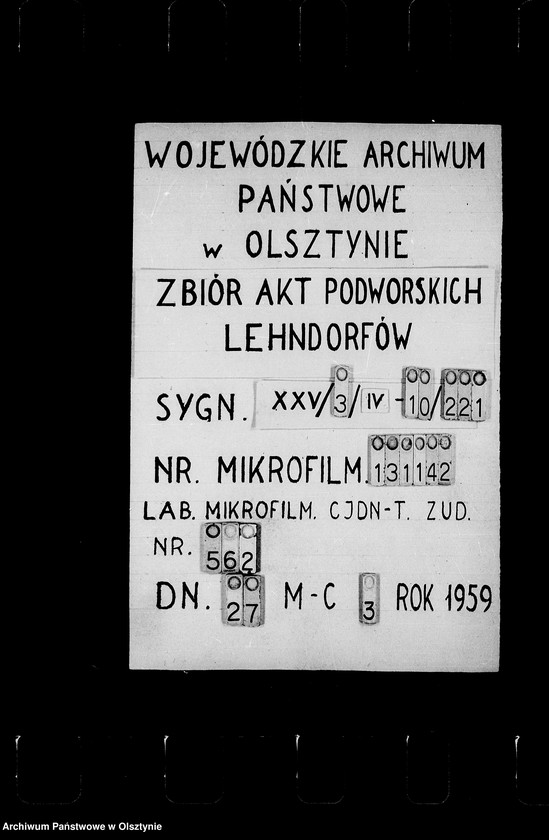 WOJEWÓDZKIE ARCHIWUM
PAŃSTWOWE
w OLSZTYNIE
ZBIÓR AKT PODWORSKICH
LEHNDORFÓW
SYGN. XXV/3/IV-10/221
NR. MIKROFILM. 131142
LAB. MIKROFILM. CJDN-T. ZUD.
NR. 562
DN. 27 M-C 3 ROK 1959
Archiwum Państwowe w Olsztynie